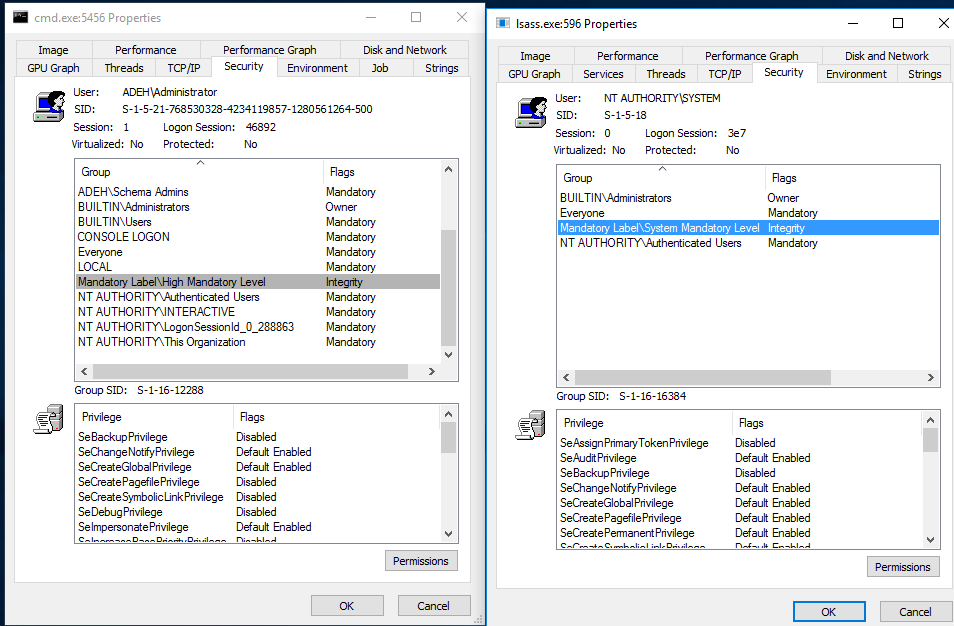 cmd.exe:5456 Properties
Image Performance Performance Graph Disk and Network
GPU Graph Threads TCP/IP Security Environment Job Strings
User: ADEH\Administrator
SID: S-1-5-21-768530328-4234119857-1280561264-500
Session: 1 Logon Session: 46892
Virtualized: No Protected: No
Group Flags
ADEH\Schema Admins Mandatory
BUILTIN\Administrators Owner
BUILTIN\Users Mandatory
CONSOLE LOGON Mandatory
Everyone Mandatory
LOCAL Mandatory
Mandatory Label\High Mandatory Level Integrity
NT AUTHORITY\Authenticated Users Mandatory
NT AUTHORITY\INTERACTIVE Mandatory
NT AUTHORITY\LogonSessionId_0_288863 Mandatory
NT AUTHORITY\This Organization Mandatory
Group SID: S-1-16-12288
Privilege Flags
SeBackupPrivilege Disabled
SeChangeNotifyPrivilege Default Enabled
SeCreateGlobalPrivilege Default Enabled
SeCreatePagefilePrivilege Disabled
SeCreateSymbolicLinkPrivilege Disabled
SeDebugPrivilege Disabled
SeImpersonatePrivilege Default Enabled
SeIncreaseBasePriorityPrivilege Disabled
Permissions
OK Cancel
lsass.exe:596 Properties
Image Performance Performance Graph Disk and Network
GPU Graph Services Threads TCP/IP Security Environment Strings
User: NT AUTHORITY\SYSTEM
SID: S-1-5-18
Session: 0 Logon Session: 3e7
Virtualized: No Protected: No
Group Flags
BUILTIN\Administrators Owner
Everyone Mandatory
Mandatory Label\System Mandatory Level Integrity
NT AUTHORITY\Authenticated Users Mandatory
Group SID: S-1-16-16384
Privilege Flags
SeAssignPrimaryTokenPrivilege Disabled
SeAuditPrivilege Default Enabled
SeBackupPrivilege Disabled
SeChangeNotifyPrivilege Default Enabled
SeCreateGlobalPrivilege Default Enabled
SeCreatePagefilePrivilege Default Enabled
SeCreatePermanentPrivilege Default Enabled
SeCreateSymbolicLinkPrivilege Default Enabled
Permissions
OK Cancel